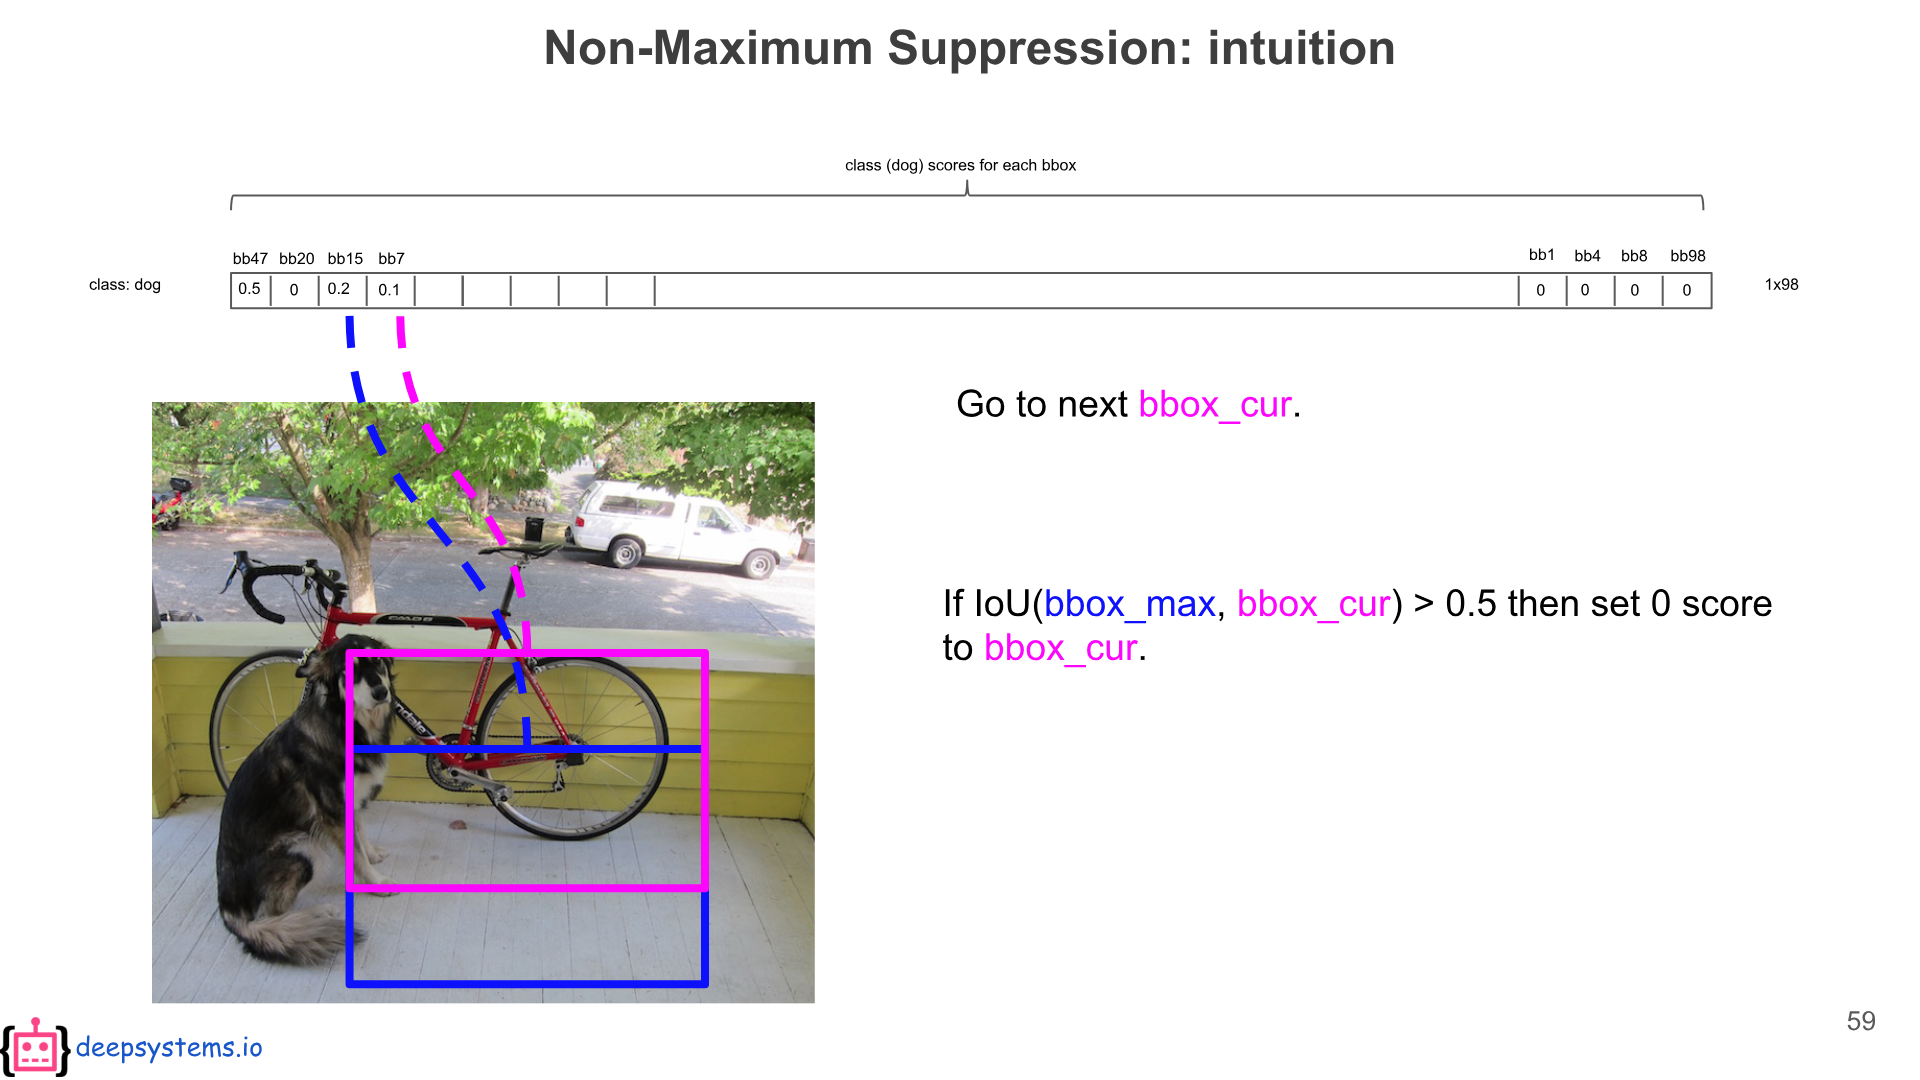 Non-Maximum Suppression: intuition
class (dog) scores for each bbox
bb47 bb20 bb15 bb7 bb1 bb4 bb8 bb98
class: dog 0.5 0 0.2 0.1 0 0 0 0 1x98
Go to next bbox_cur.
If IoU(bbox_max, bbox_cur) > 0.5 then set 0 score
to bbox_cur.
59
{ } deepsystems.io